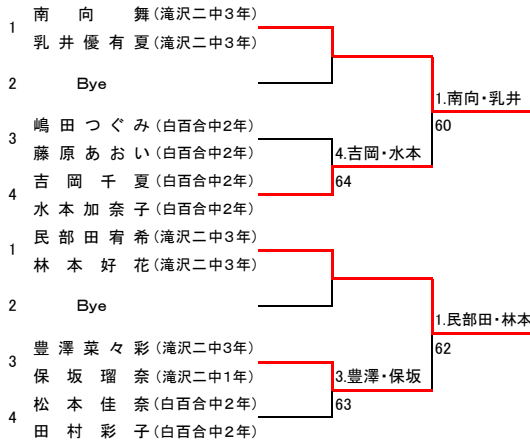 1 南向舞(滝沢二中3年)
乳井優有夏(滝沢二中3年)
2 Bye
1.南向・乳井
60
3 嶋田つぐみ(白百合中2年)
藤原あおい(白百合中2年)
4.吉岡・水本
64
4 吉岡千夏(白百合中2年)
水本加奈子(白百合中2年)
1 民部田宥希(滝沢二中3年)
林本好花(滝沢二中3年)
2 Bye
1.民部田・林本
62
3 豊澤菜々彩(滝沢二中3年)
保坂瑠奈(滝沢二中1年)
3.豊澤・保坂
63
4 松本佳奈(白百合中2年)
田村彩子(白百合中2年)